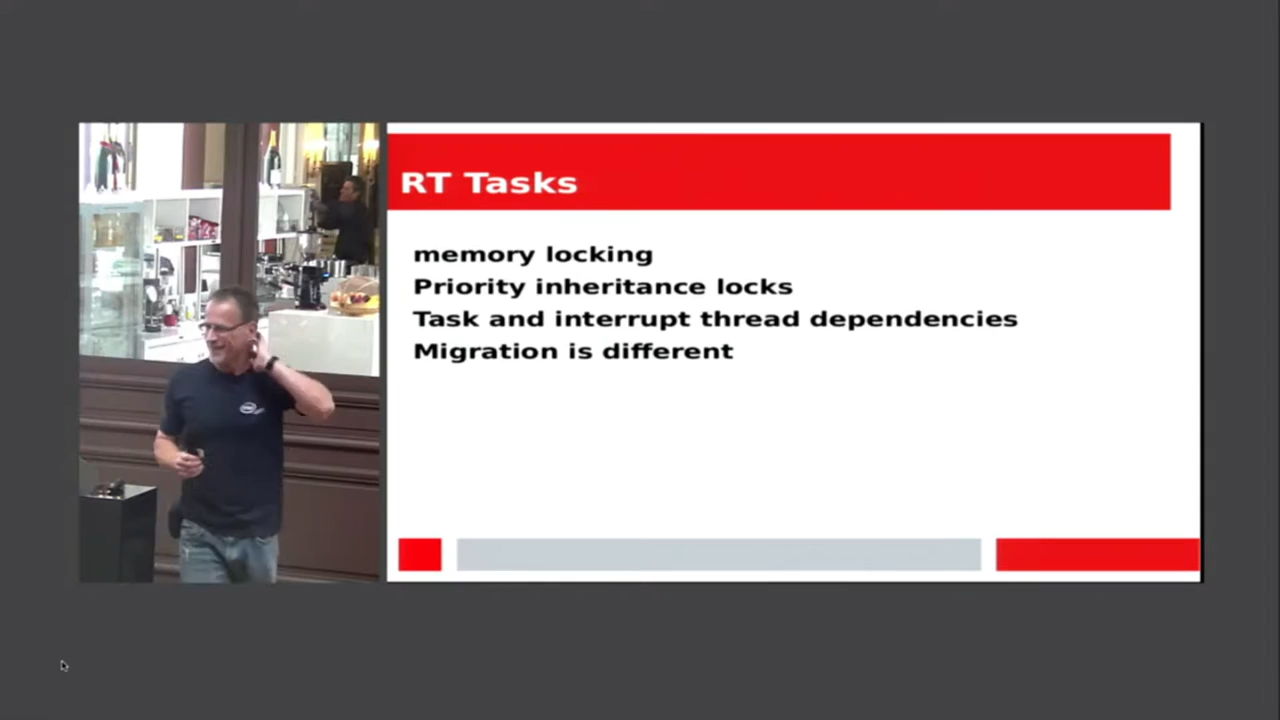 RT Tasks
memory locking
Priority inheritance locks
Task and interrupt thread dependencies
Migration is different